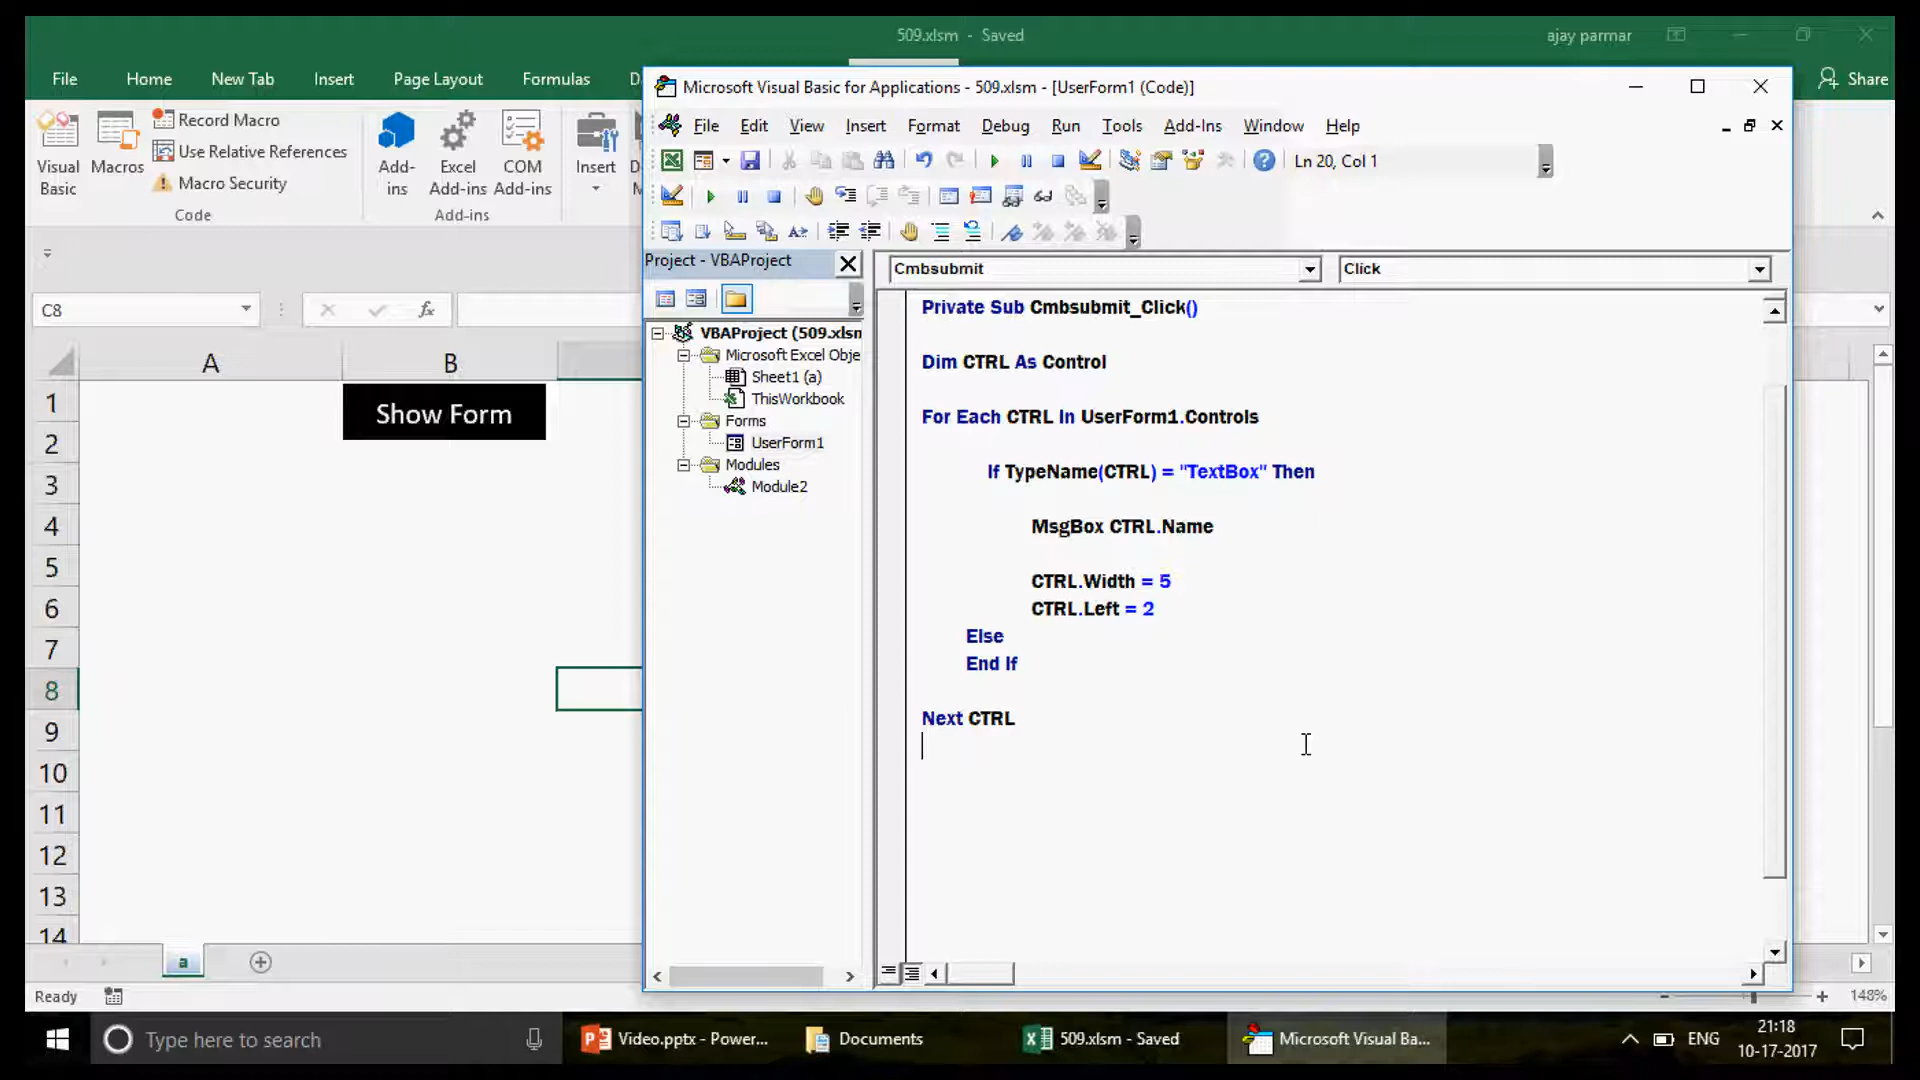 509.xlsm - Saved
ajay parmar
File Home New Tab Insert Page Layout Formulas D
Share
Visual Basic
Macros
Record Macro
Use Relative References
Macro Security
Code
Add-ins
Excel Add-ins
COM Add-ins
Add-ins
Insert
D
M
C8
fx
A B
1
2
3
4
5
6
7
8
9
10
11
12
13
14
Show Form
a
Ready
148%
Microsoft Visual Basic for Applications - 509.xlsm - [UserForm1 (Code)]
File Edit View Insert Format Debug Run Tools Add-Ins Window Help
Ln 20, Col 1
Project - VBAProject
VBAProject (509.xlsm
Microsoft Excel Obje
Sheet1 (a)
ThisWorkbook
Forms
UserForm1
Modules
Module2
Cmbsubmit
Click
Private Sub Cmbsubmit_Click()
Dim CTRL As Control
For Each CTRL In UserForm1.Controls
If TypeName(CTRL) = "TextBox" Then
MsgBox CTRL.Name
CTRL.Width = 5
CTRL.Left = 2
Else
End If
Next CTRL
Type here to search
Video.pptx - Power...
Documents
509.xlsm - Saved
Microsoft Visual Ba...
ENG
21:18
10-17-2017